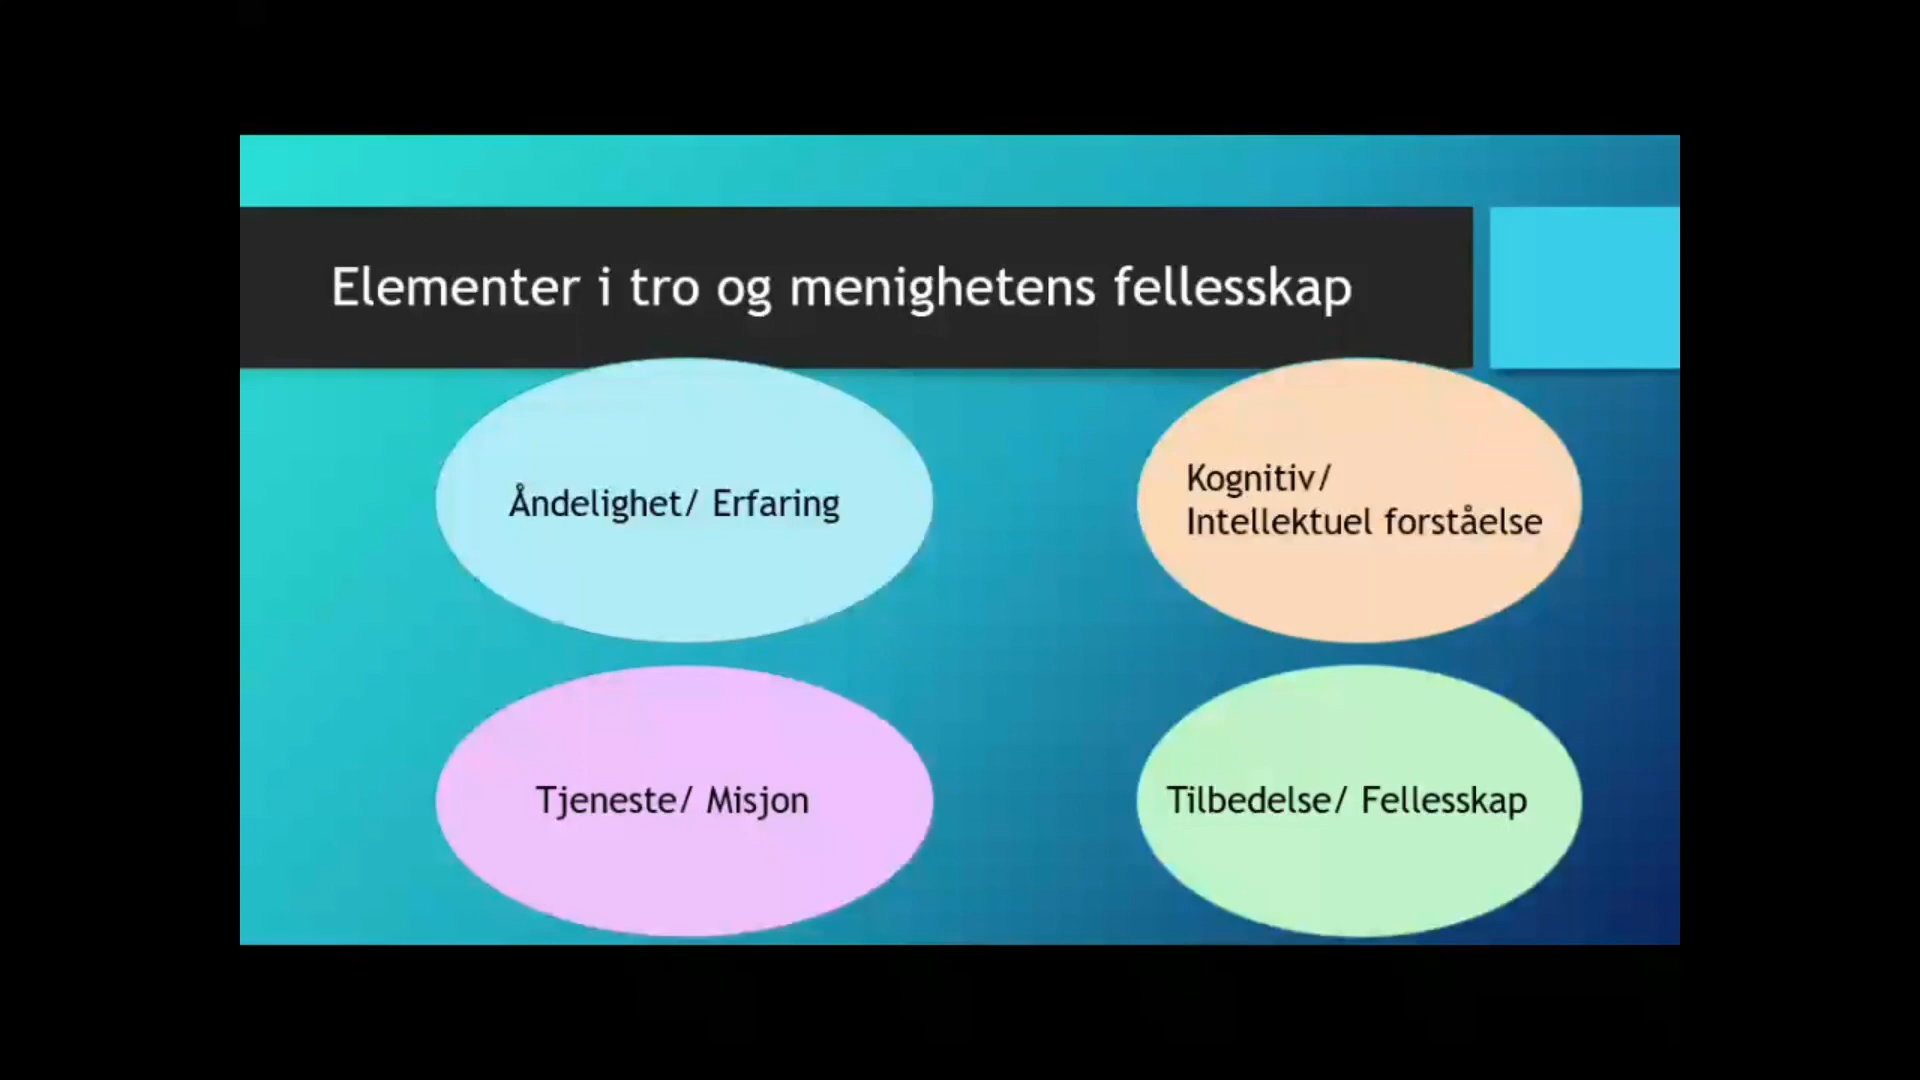 Elementer i tro og menighetens fellesskap
Åndelighet/ Erfaring
Kognitiv/
Intellektuel forståelse
Tjeneste/ Misjon
Tilbedelse/ Fellesskap